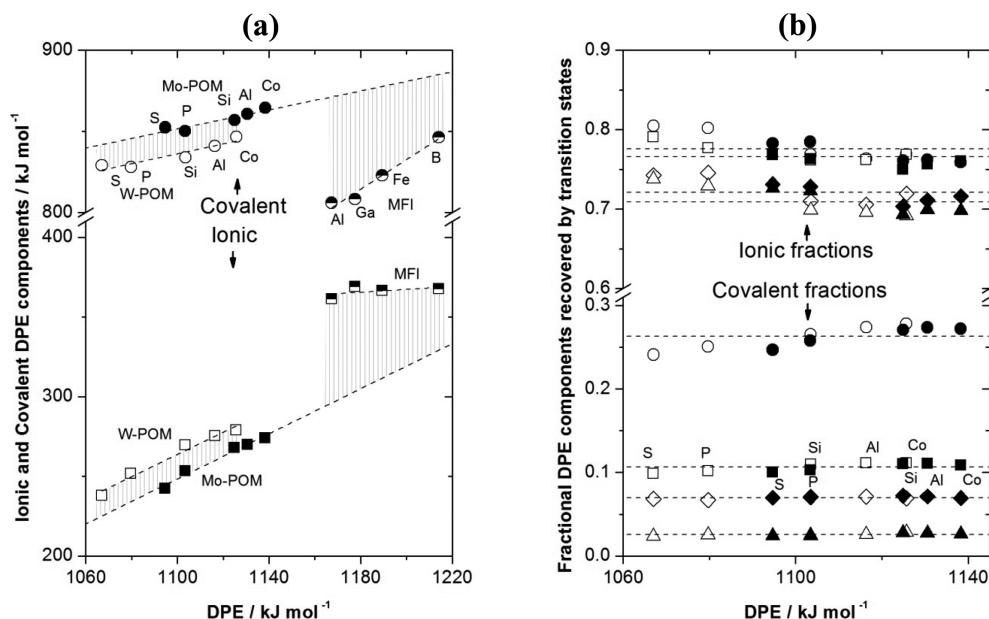 (a)
Ionic and Covalent DPE components / kJ mol⁻¹
900
800
400
300
200
Mo-POM
S
P
Si
Al
Co
S
P
Si
Al
Co
W-POM
Covalent
Ionic
Al
Ga
Fe
B
MFI
MFI
W-POM
Mo-POM
1060
1100
1140
1180
1220
DPE / kJ mol⁻¹
(b)
Fractional DPE components recovered by transition states
0.9
0.8
0.7
0.6
0.3
0.2
0.1
0.0
Ionic fractions
Covalent fractions
S
P
Si
Al
Co
S
P
Si
Al
Co
1060
1100
1140
DPE / kJ mol⁻¹